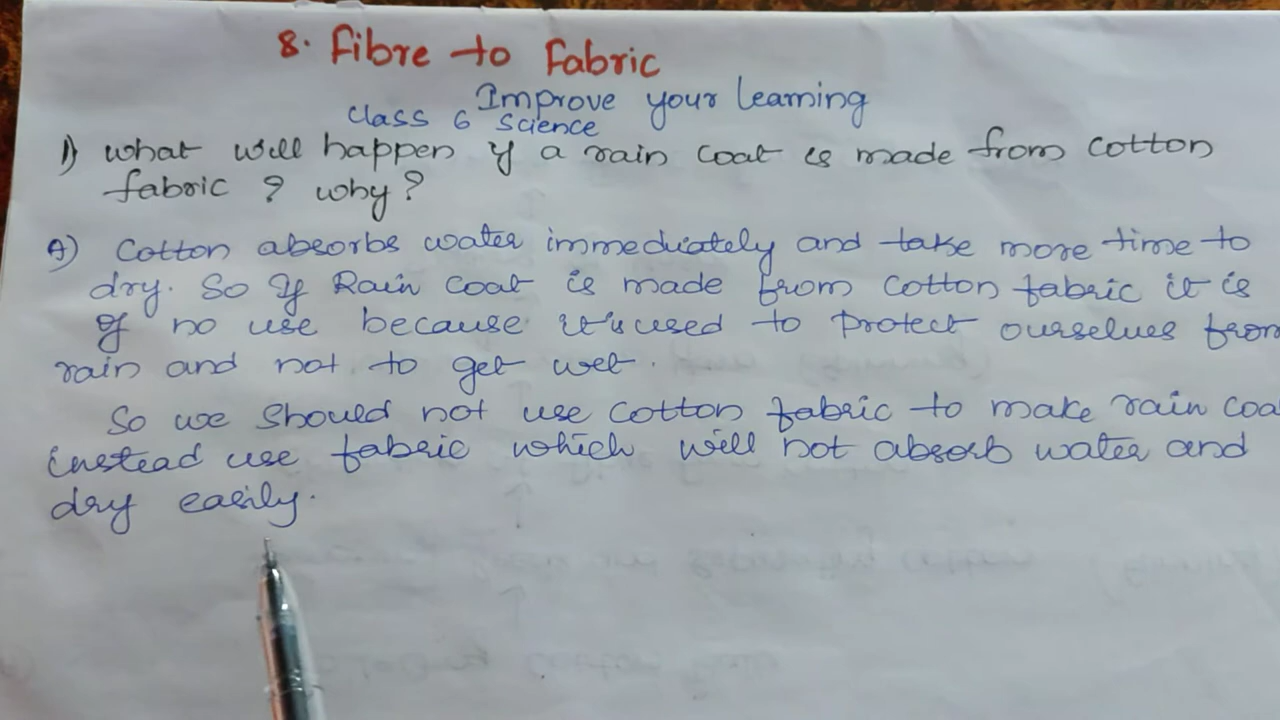 8. Fibre to Fabric
Improve your learning
Class 6 Science
1) What will happen if a rain coat is made from cotton
fabric ? why ?
A) Cotton absorbs water immediately and take more time to
dry. So If Rain coat is made from cotton fabric it is
of no use because it's used to protect ourselves from
rain and not to get wet.
So we should not use cotton fabric to make rain coa
instead use fabric which will not absorb water and
dry easily.